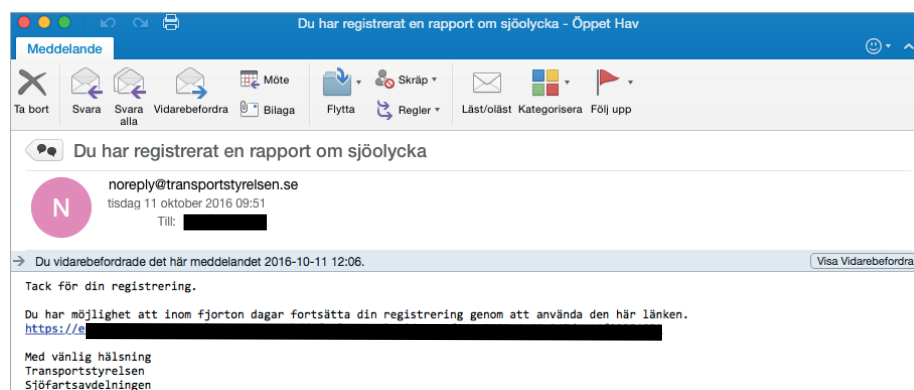 Du har registrerat en rapport om sjöolycka - Öppet Hav
Meddelande
Ta bort
Svara
Svara alla
Vidarebefordra
Möte
Bilaga
Flytta
Skräp
Regler
Läst/oläst
Kategorisera
Följ upp
Du har registrerat en rapport om sjöolycka
N
noreply@transportstyrelsen.se
tisdag 11 oktober 2016 09:51
Till:
Du vidarebefordrade det här meddelandet 2016-10-11 12:06.
Visa Vidarebefordra
Tack för din registrering.
Du har möjlighet att inom fjorton dagar fortsätta din registrering genom att använda den här länken.
https://e
Med vänlig hälsning
Transportstyrelsen
Sjöfartsavdelningen